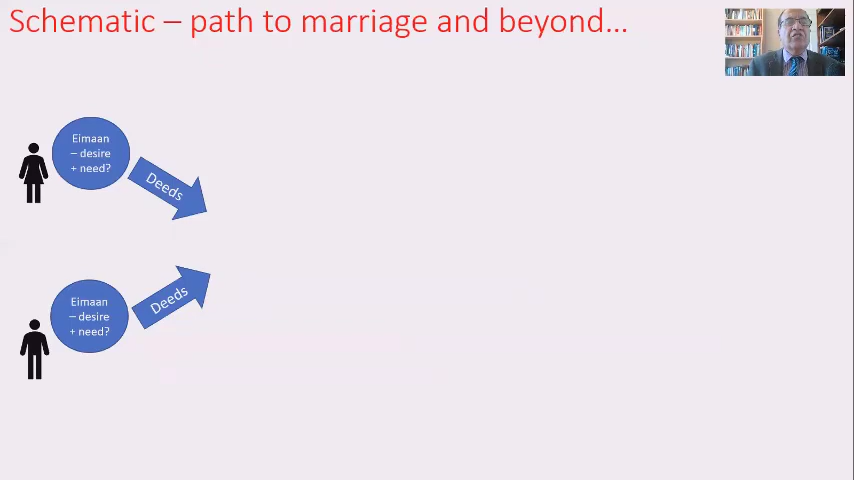 Schematic – path to marriage and beyond...
Eimaan
– desire
+ need?
Deeds
Eimaan
– desire
+ need?
Deeds